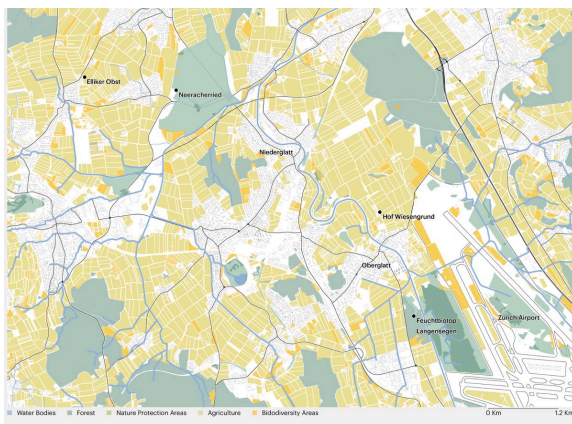 Elliker Obst
Neeracherried
Niederglatt
Hof Wiesengrund
Oberglatt
Feuchtbiotop
Langensegen
Zürich Airport
Water Bodies
Forest
Nature Protection Areas
Agriculture
Bidodiversity Areas
0 Km
1.2 Km